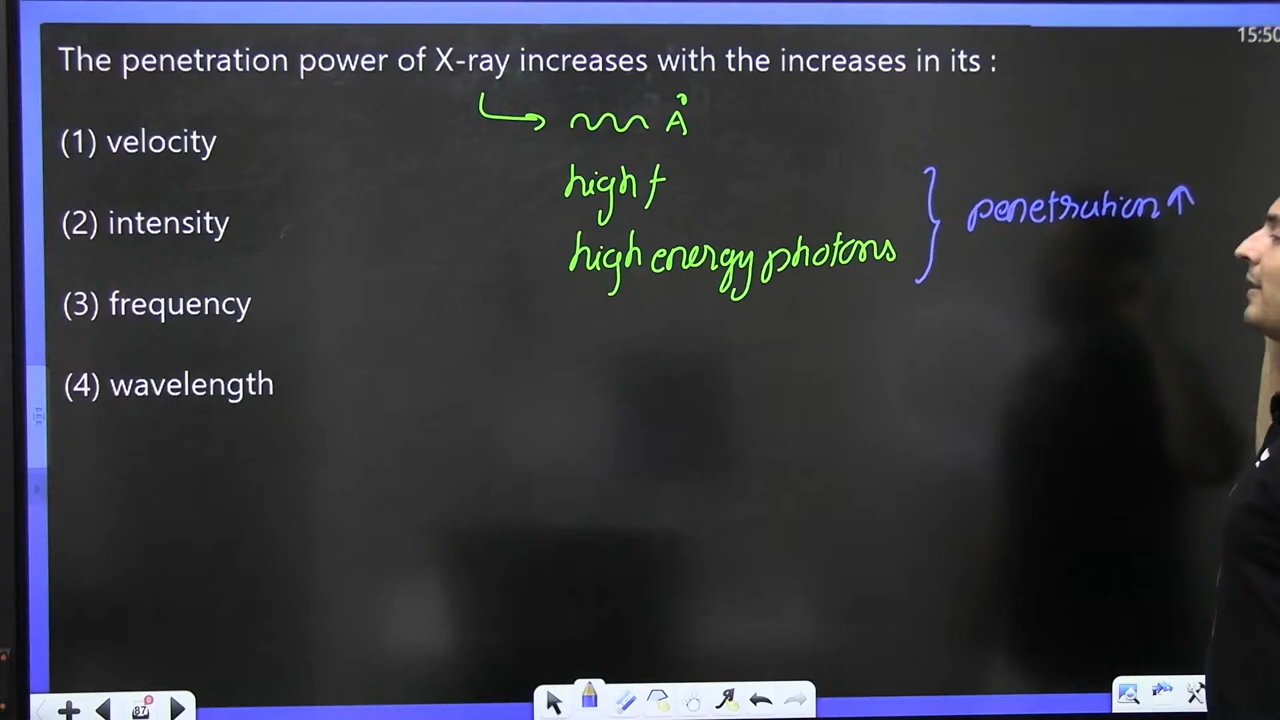 15:50
The penetration power of X-ray increases with the increases in its :
Å
(1) velocity
high f
penetration ↑
(2) intensity
high energy photons
(3) frequency
(4) wavelength
87